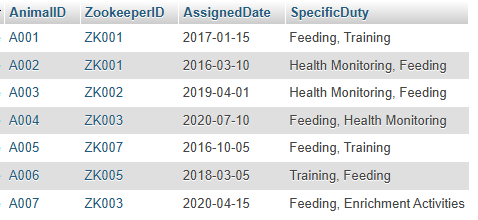 AnimalID ZookeeperID AssignedDate SpecificDuty
A001 ZK001 2017-01-15 Feeding, Training
A002 ZK001 2016-03-10 Health Monitoring, Feeding
A003 ZK002 2019-04-01 Health Monitoring, Feeding
A004 ZK003 2020-07-10 Feeding, Health Monitoring
A005 ZK007 2016-10-05 Feeding, Training
A006 ZK005 2018-03-05 Training, Feeding
A007 ZK003 2020-04-15 Feeding, Enrichment Activities